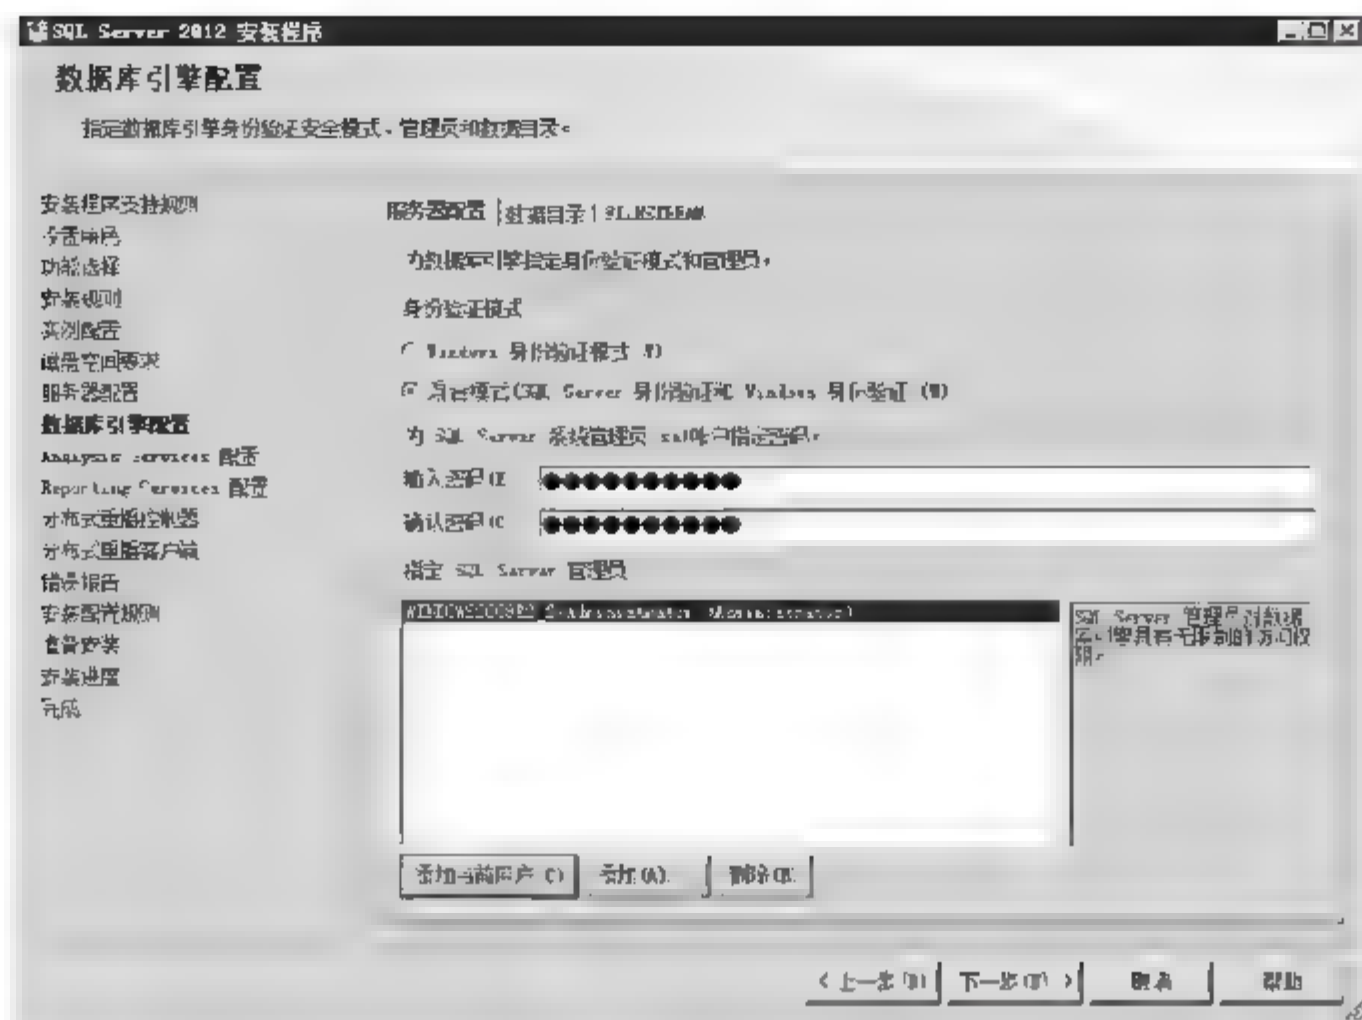 SQL Server 2012 安装程序
数据库引擎配置
指定数据库引擎身份验证安全模式、管理员和数据目录。
安装程序支持规则
设置角色
功能选择
安装规则
实例配置
磁盘空间要求
服务器配置
数据库引擎配置
Analysis Services 配置
Reporting Services 配置
分布式重播控制器
分布式重播客户端
错误报告
安装配置规则
准备安装
安装进度
完成
服务器配置 数据目录 FILESTREAM
为数据库引擎指定身份验证模式和管理员。
身份验证模式
Windows 身份验证模式 W)
混合模式(SQL Server 身份验证和 Windows 身份验证 (M)
为 SQL Server 系统管理员 sa)帐户指定密码。
输入密码(E
●●●●●●●●●●
确认密码(C
●●●●●●●●●●
指定 SQL Server 管理员
Administrator (Administrator)
SQL Server 管理员对数据
库引擎具有无限制的访问权
限。
添加当前用户 C)
添加(A).
删除(R
< 上一步(B)
下一步(N) >
取消
帮助